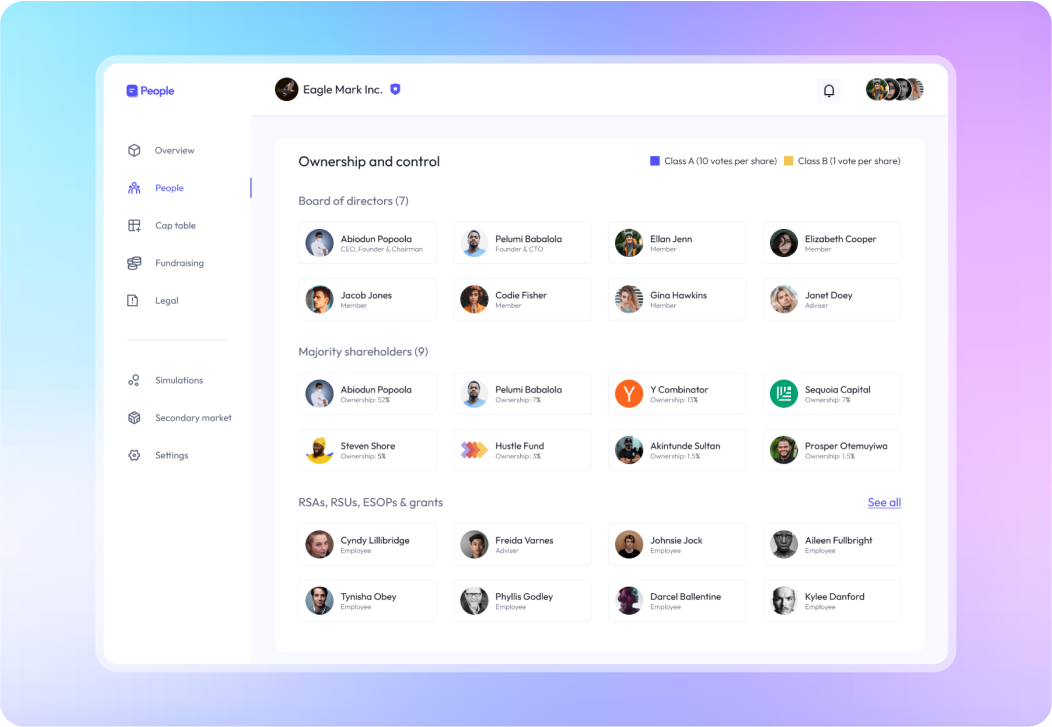 People
Eagle Mark Inc.
Overview
People
Cap table
Fundraising
Legal
Simulations
Secondary market
Settings
Ownership and control
Class A (10 votes per share)
Class B (1 vote per share)
Board of directors (7)
Abiodun Popoola
CEO, Founder & Chairman
Pelumi Babalola
Founder & CTO
Ellan Jenn
Member
Elizabeth Cooper
Member
Jacob Jones
Member
Codie Fisher
Member
Gina Hawkins
Member
Janet Doey
Adviser
Majority shareholders (9)
Abiodun Popoola
Ownership: 52%
Pelumi Babalola
Ownership: 7%
Y
Y Combinator
Ownership: 13%
Sequoia Capital
Ownership: 7%
Steven Shore
Ownership: 5%
Hustle Fund
Ownership: 3%
Akintunde Sultan
Ownership: 1.5%
Prosper Otemuyiwa
Ownership: 1.5%
RSAs, RSUs, ESOPs & grants
See all
Cyndy Lillibridge
Employee
Freida Varnes
Adviser
Johnsie Jock
Employee
Aileen Fullbright
Employee
Tynisha Obey
Employee
Phyllis Godley
Employee
Darcel Ballentine
Employee
Kylee Danford
Employee